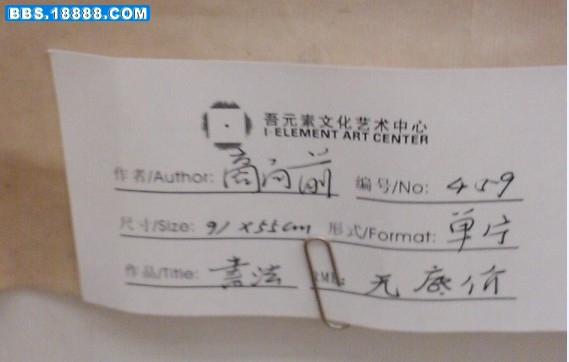 BBS.18888.COM
吾元素文化艺术中心
I-ELEMENT ART CENTER
作者/Author: 高向前 编号/No: 459
尺寸/Size: 91×55cm 形式/Format: 单片
作品/Title: 书法 RMB: 无底价